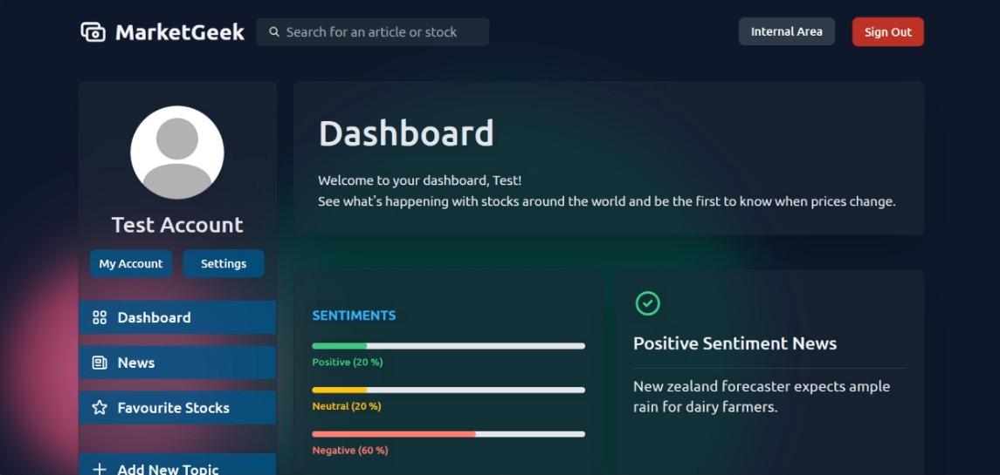 MarketGeek
Search for an article or stock
Internal Area
Sign Out
Test Account
My Account
Settings
Dashboard
News
Favourite Stocks
Add New Topic
Dashboard
Welcome to your dashboard, Test!
See what's happening with stocks around the world and be the first to know when prices change.
SENTIMENTS
Positive (20 %)
Neutral (20 %)
Negative (60 %)
Positive Sentiment News
New zealand forecaster expects ample
rain for dairy farmers.